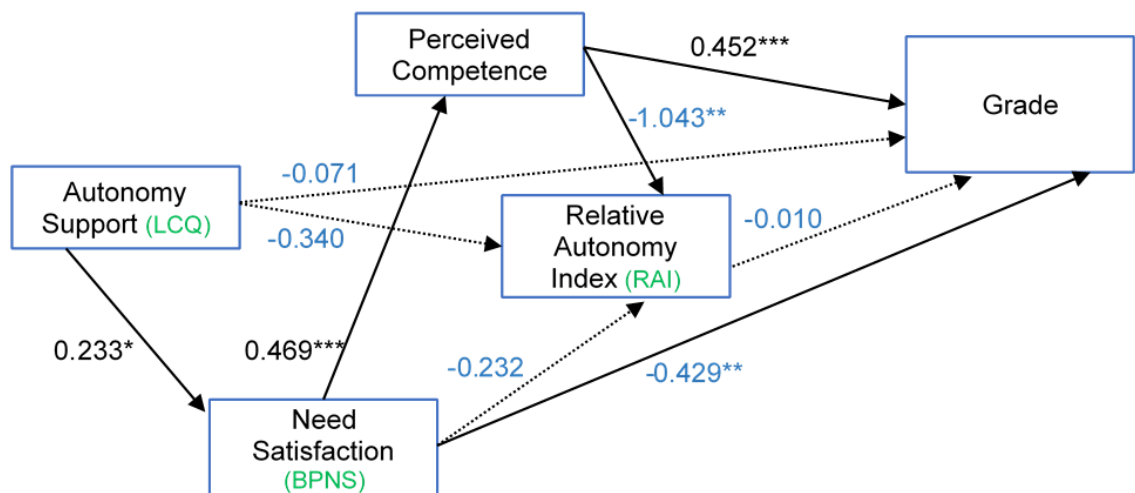 Perceived
Competence
0.452***
Grade
-1.043**
-0.071
Autonomy
Support (LCQ)
-0.340
Relative
Autonomy
Index (RAI)
-0.010
0.233*
0.469***
-0.232
-0.429**
Need
Satisfaction
(BPNS)